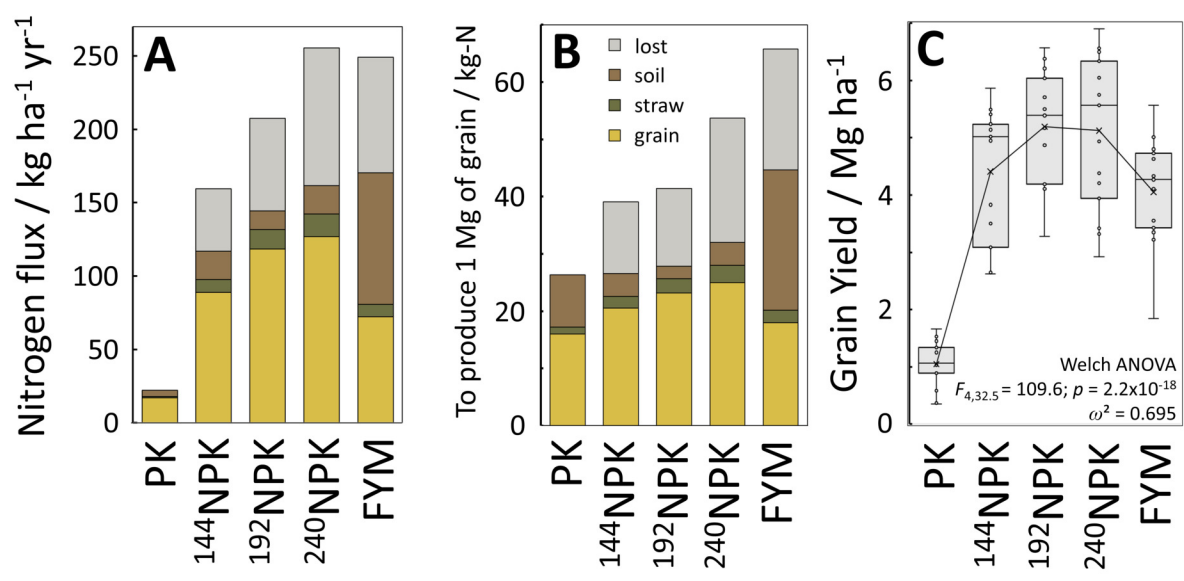 A
Nitrogen flux / kg ha⁻¹ yr⁻¹
250
200
150
100
50
0
PK
¹⁴⁴NPK
¹⁹²NPK
²⁴⁰NPK
FYM
B
To produce 1 Mg of grain / kg-N
60
40
20
0
lost
soil
straw
grain
PK
¹⁴⁴NPK
¹⁹²NPK
²⁴⁰NPK
FYM
C
Grain Yield / Mg ha⁻¹
6
4
2
0
Welch ANOVA
F4,32.5 = 109.6; p = 2.2x10⁻¹⁸
ω² = 0.695
PK
¹⁴⁴NPK
¹⁹²NPK
²⁴⁰NPK
FYM